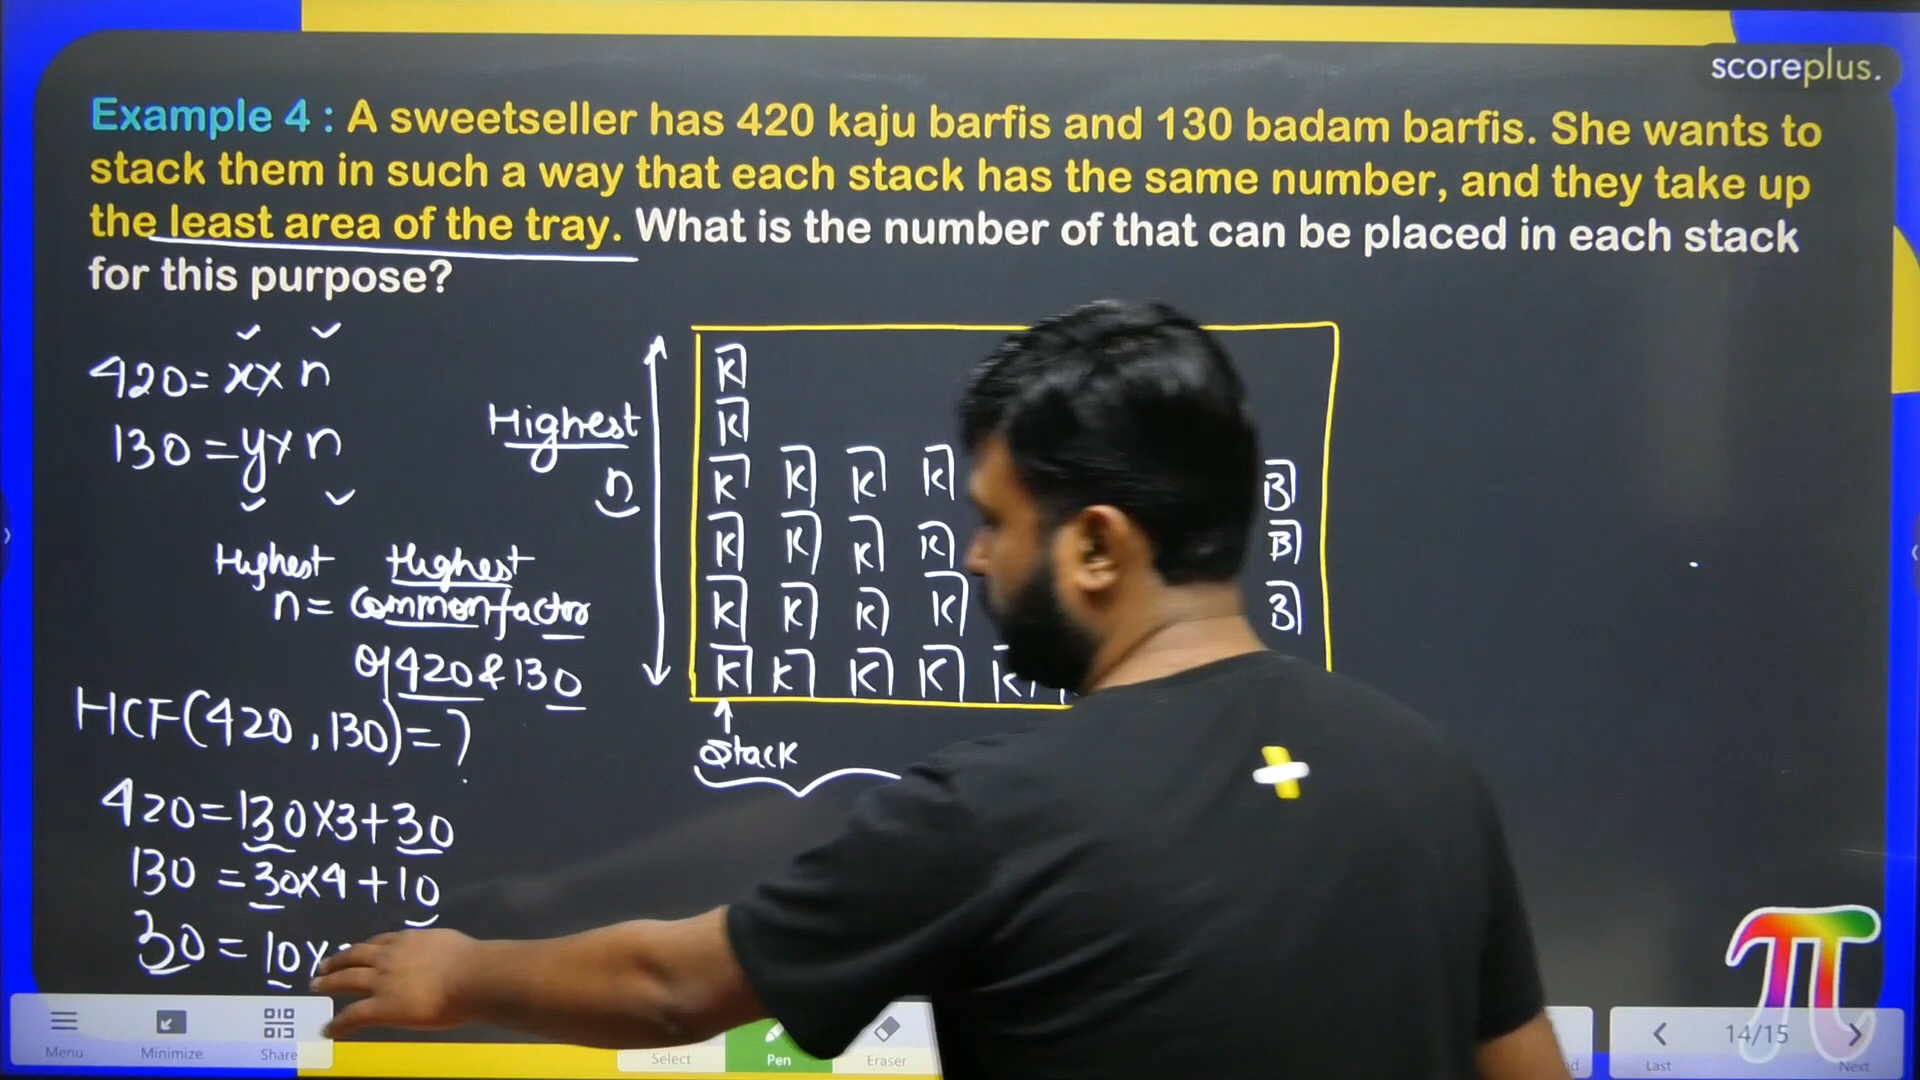 scoreplus.
Example 4 : A sweetseller has 420 kaju barfis and 130 badam barfis. She wants to
stack them in such a way that each stack has the same number, and they take up
the least area of the tray. What is the number of that can be placed in each stack
for this purpose?
420= x× n
130 = y× n
Highest Highest
n = Common factor
Of 420 & 130
HCF(420,130)=?
420=130×3+30
130 = 30×4+10
30 = 10×
Highest
n
K
K
K K K K B
K K K K B
K K K K B
K K K K K
Stack
Menu Minimize Share Select Pen Eraser Last 14/15 Next
π